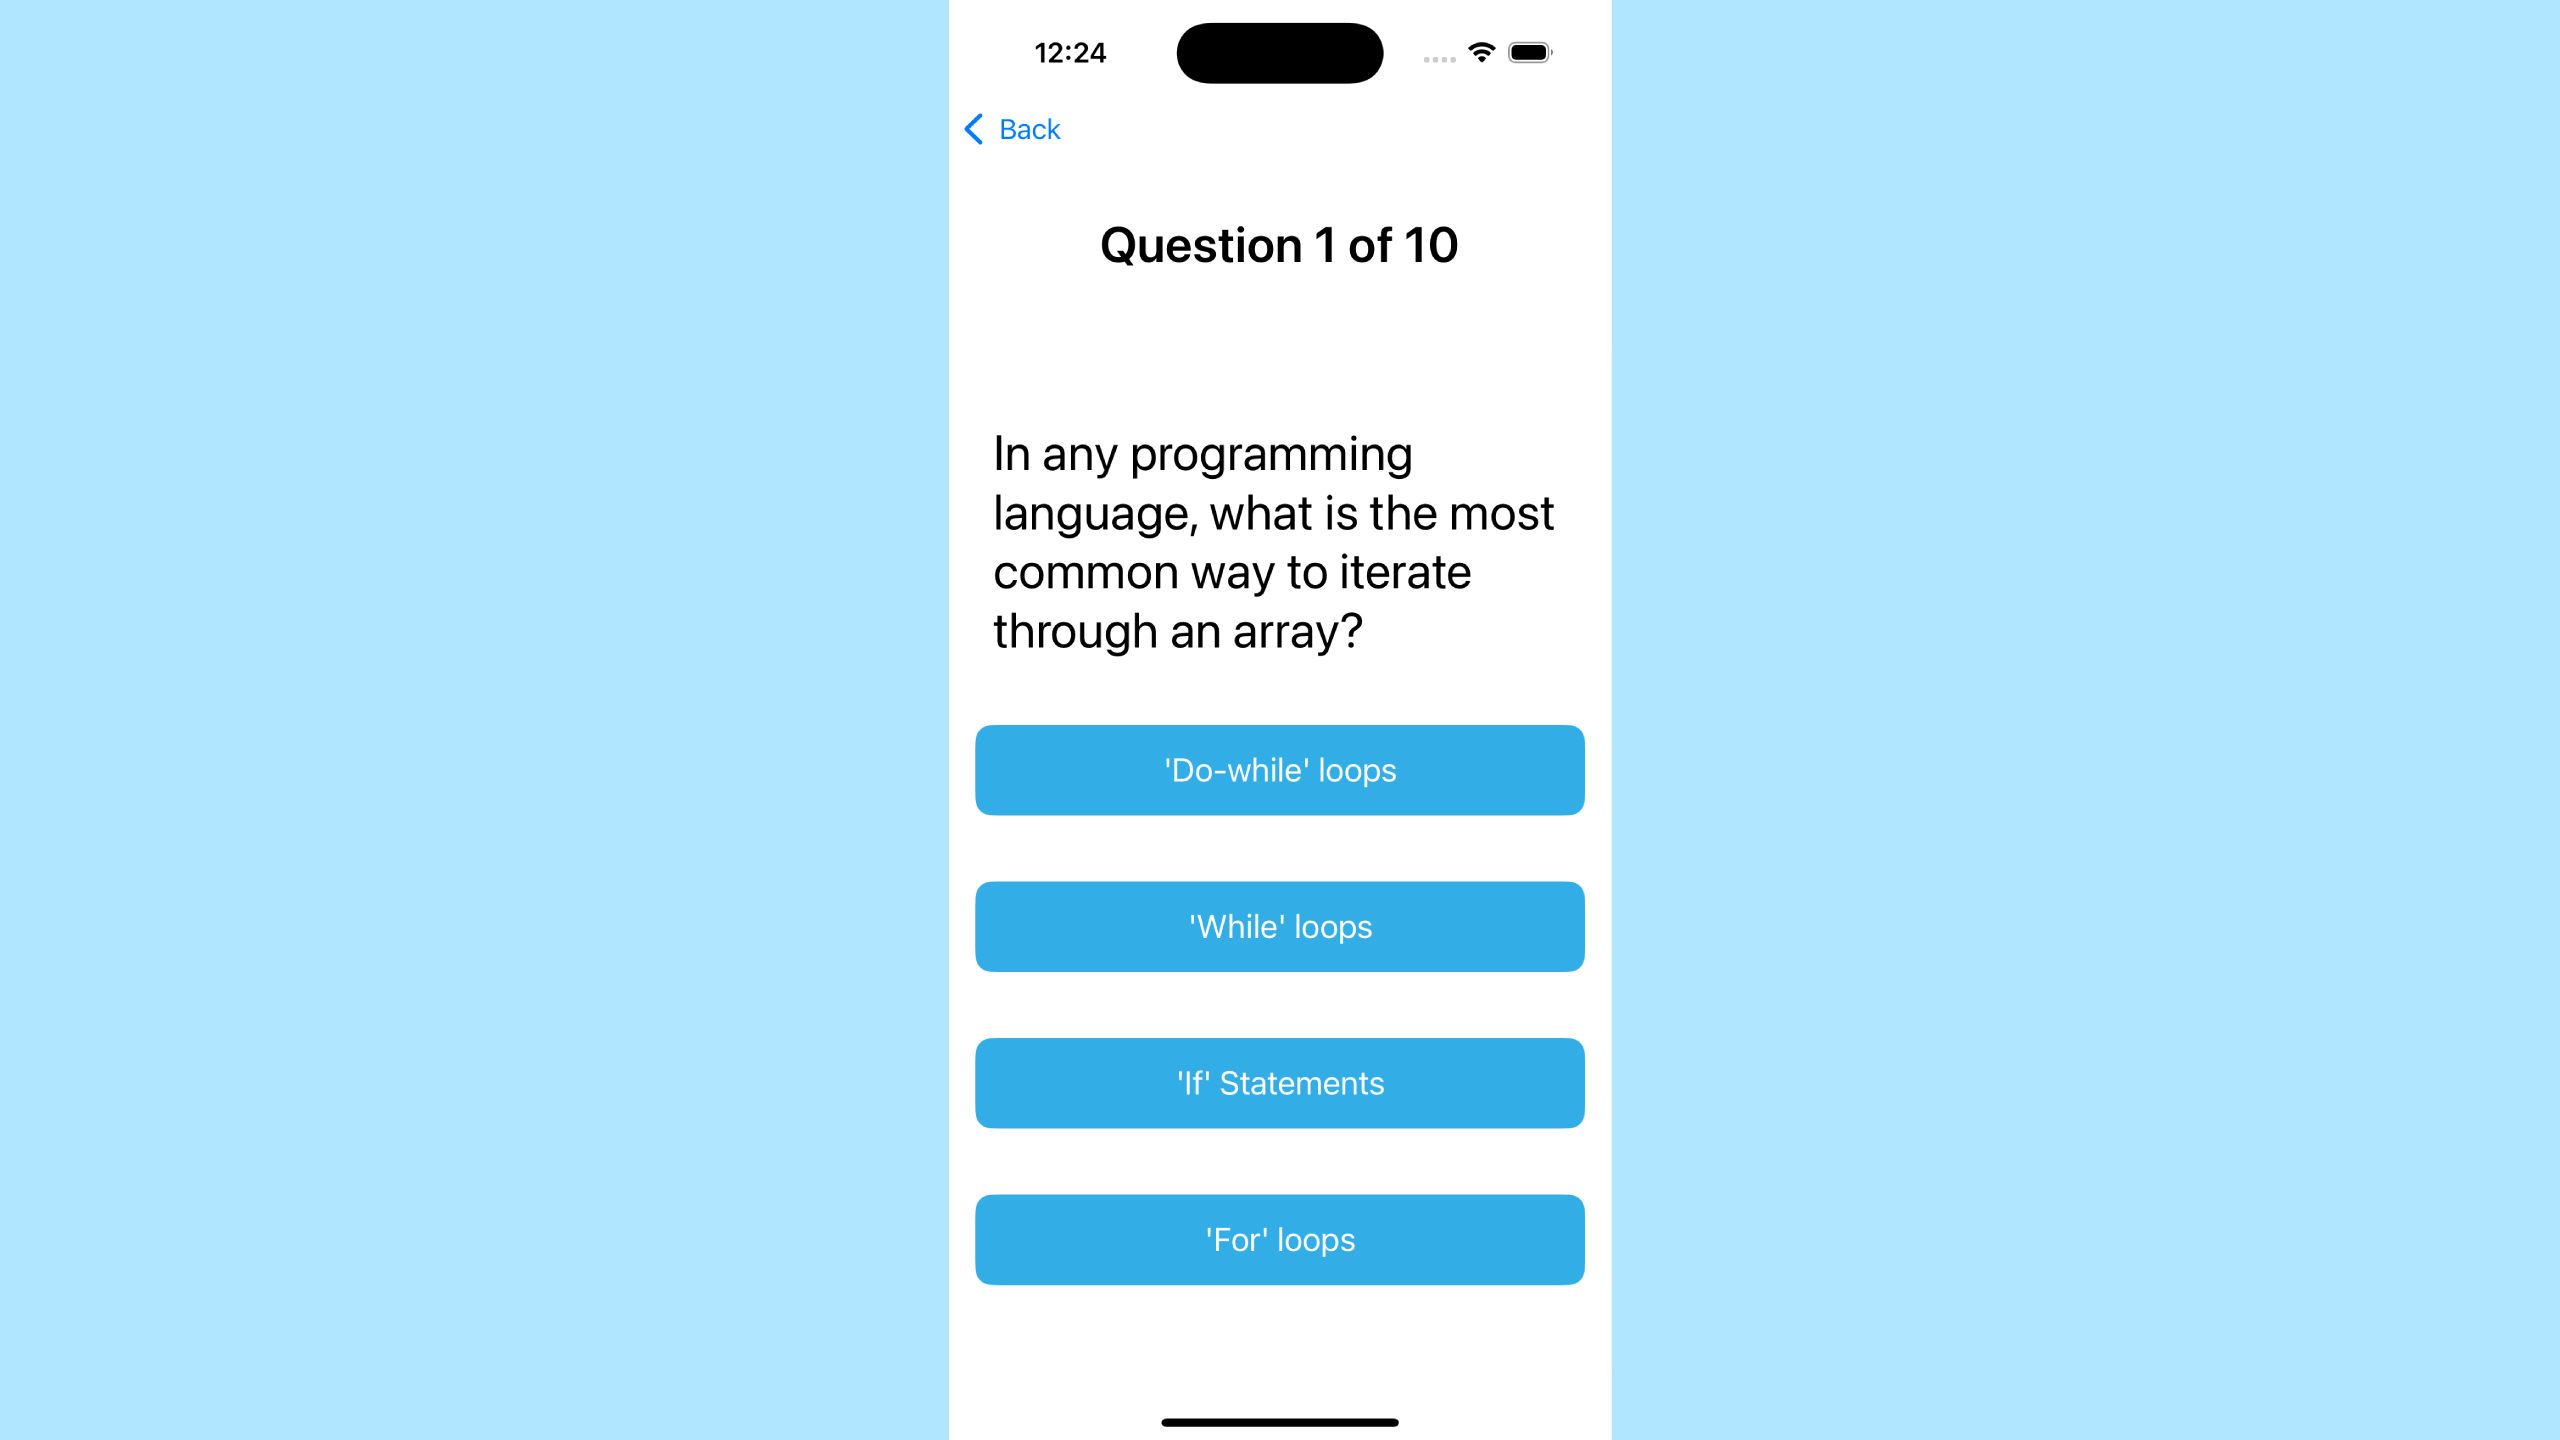 12:24
Back
Question 1 of 10
In any programming
language, what is the most
common way to iterate
through an array?
'Do-while' loops
'While' loops
'If' Statements
'For' loops